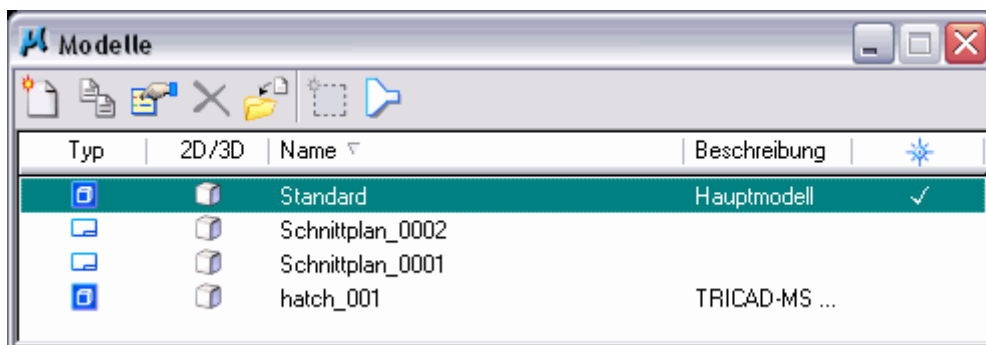 Modelle
Typ 2D/3D Name Beschreibung
Standard Hauptmodell
Schnittplan_0002
Schnittplan_0001
hatch_001 TRICAD-MS ...